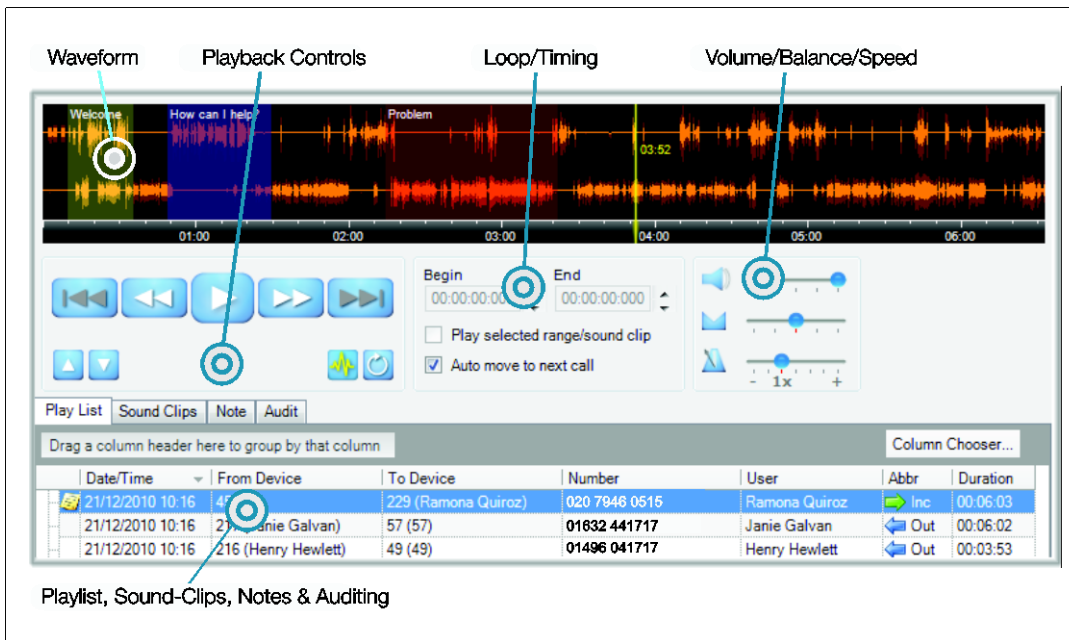 Waveform Playback Controls Loop/Timing Volume/Balance/Speed
Welcome How can I help? Problem
03:52
01:00 02:00 03:00 04:00 05:00 06:00
Begin End
00:00:00:000
Play selected range/sound clip
Auto move to next call
- 1x +
Play List Sound Clips Note Audit
Drag a column header here to group by that column Column Chooser...
Date/Time From Device To Device Number User Abbr Duration
21/12/2010 10:16 229 (Ramona Quiroz) 020 7946 0515 Ramona Quiroz Inc 00:06:03
21/12/2010 10:16 57 (57) 01632 441717 Janie Galvan Out 00:06:02
21/12/2010 10:16 216 (Henry Hewlett) 49 (49) 01496 041717 Henry Hewlett Out 00:03:53
Playlist, Sound-Clips, Notes & Auditing